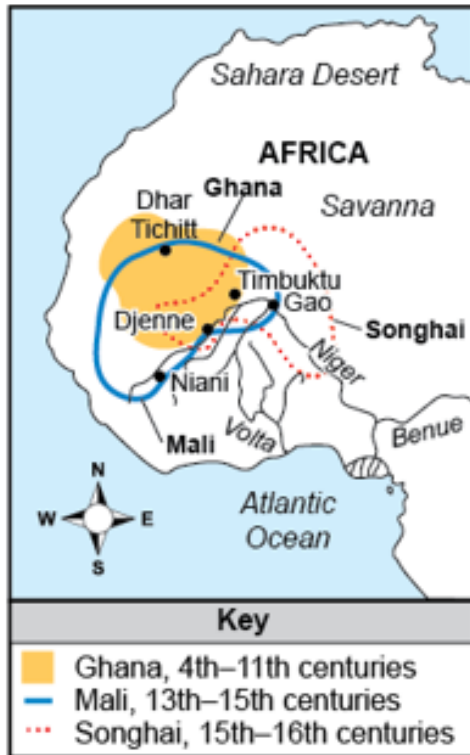 Sahara Desert
AFRICA
Ghana
Dhar
Tichitt
Savanna
Timbuktu
Gao
Djenne
Songhai
Niger
Niani
Mali
Volta
Benue
N
W E
S
Atlantic
Ocean
Key
Ghana, 4th–11th centuries
Mali, 13th–15th centuries
Songhai, 15th–16th centuries